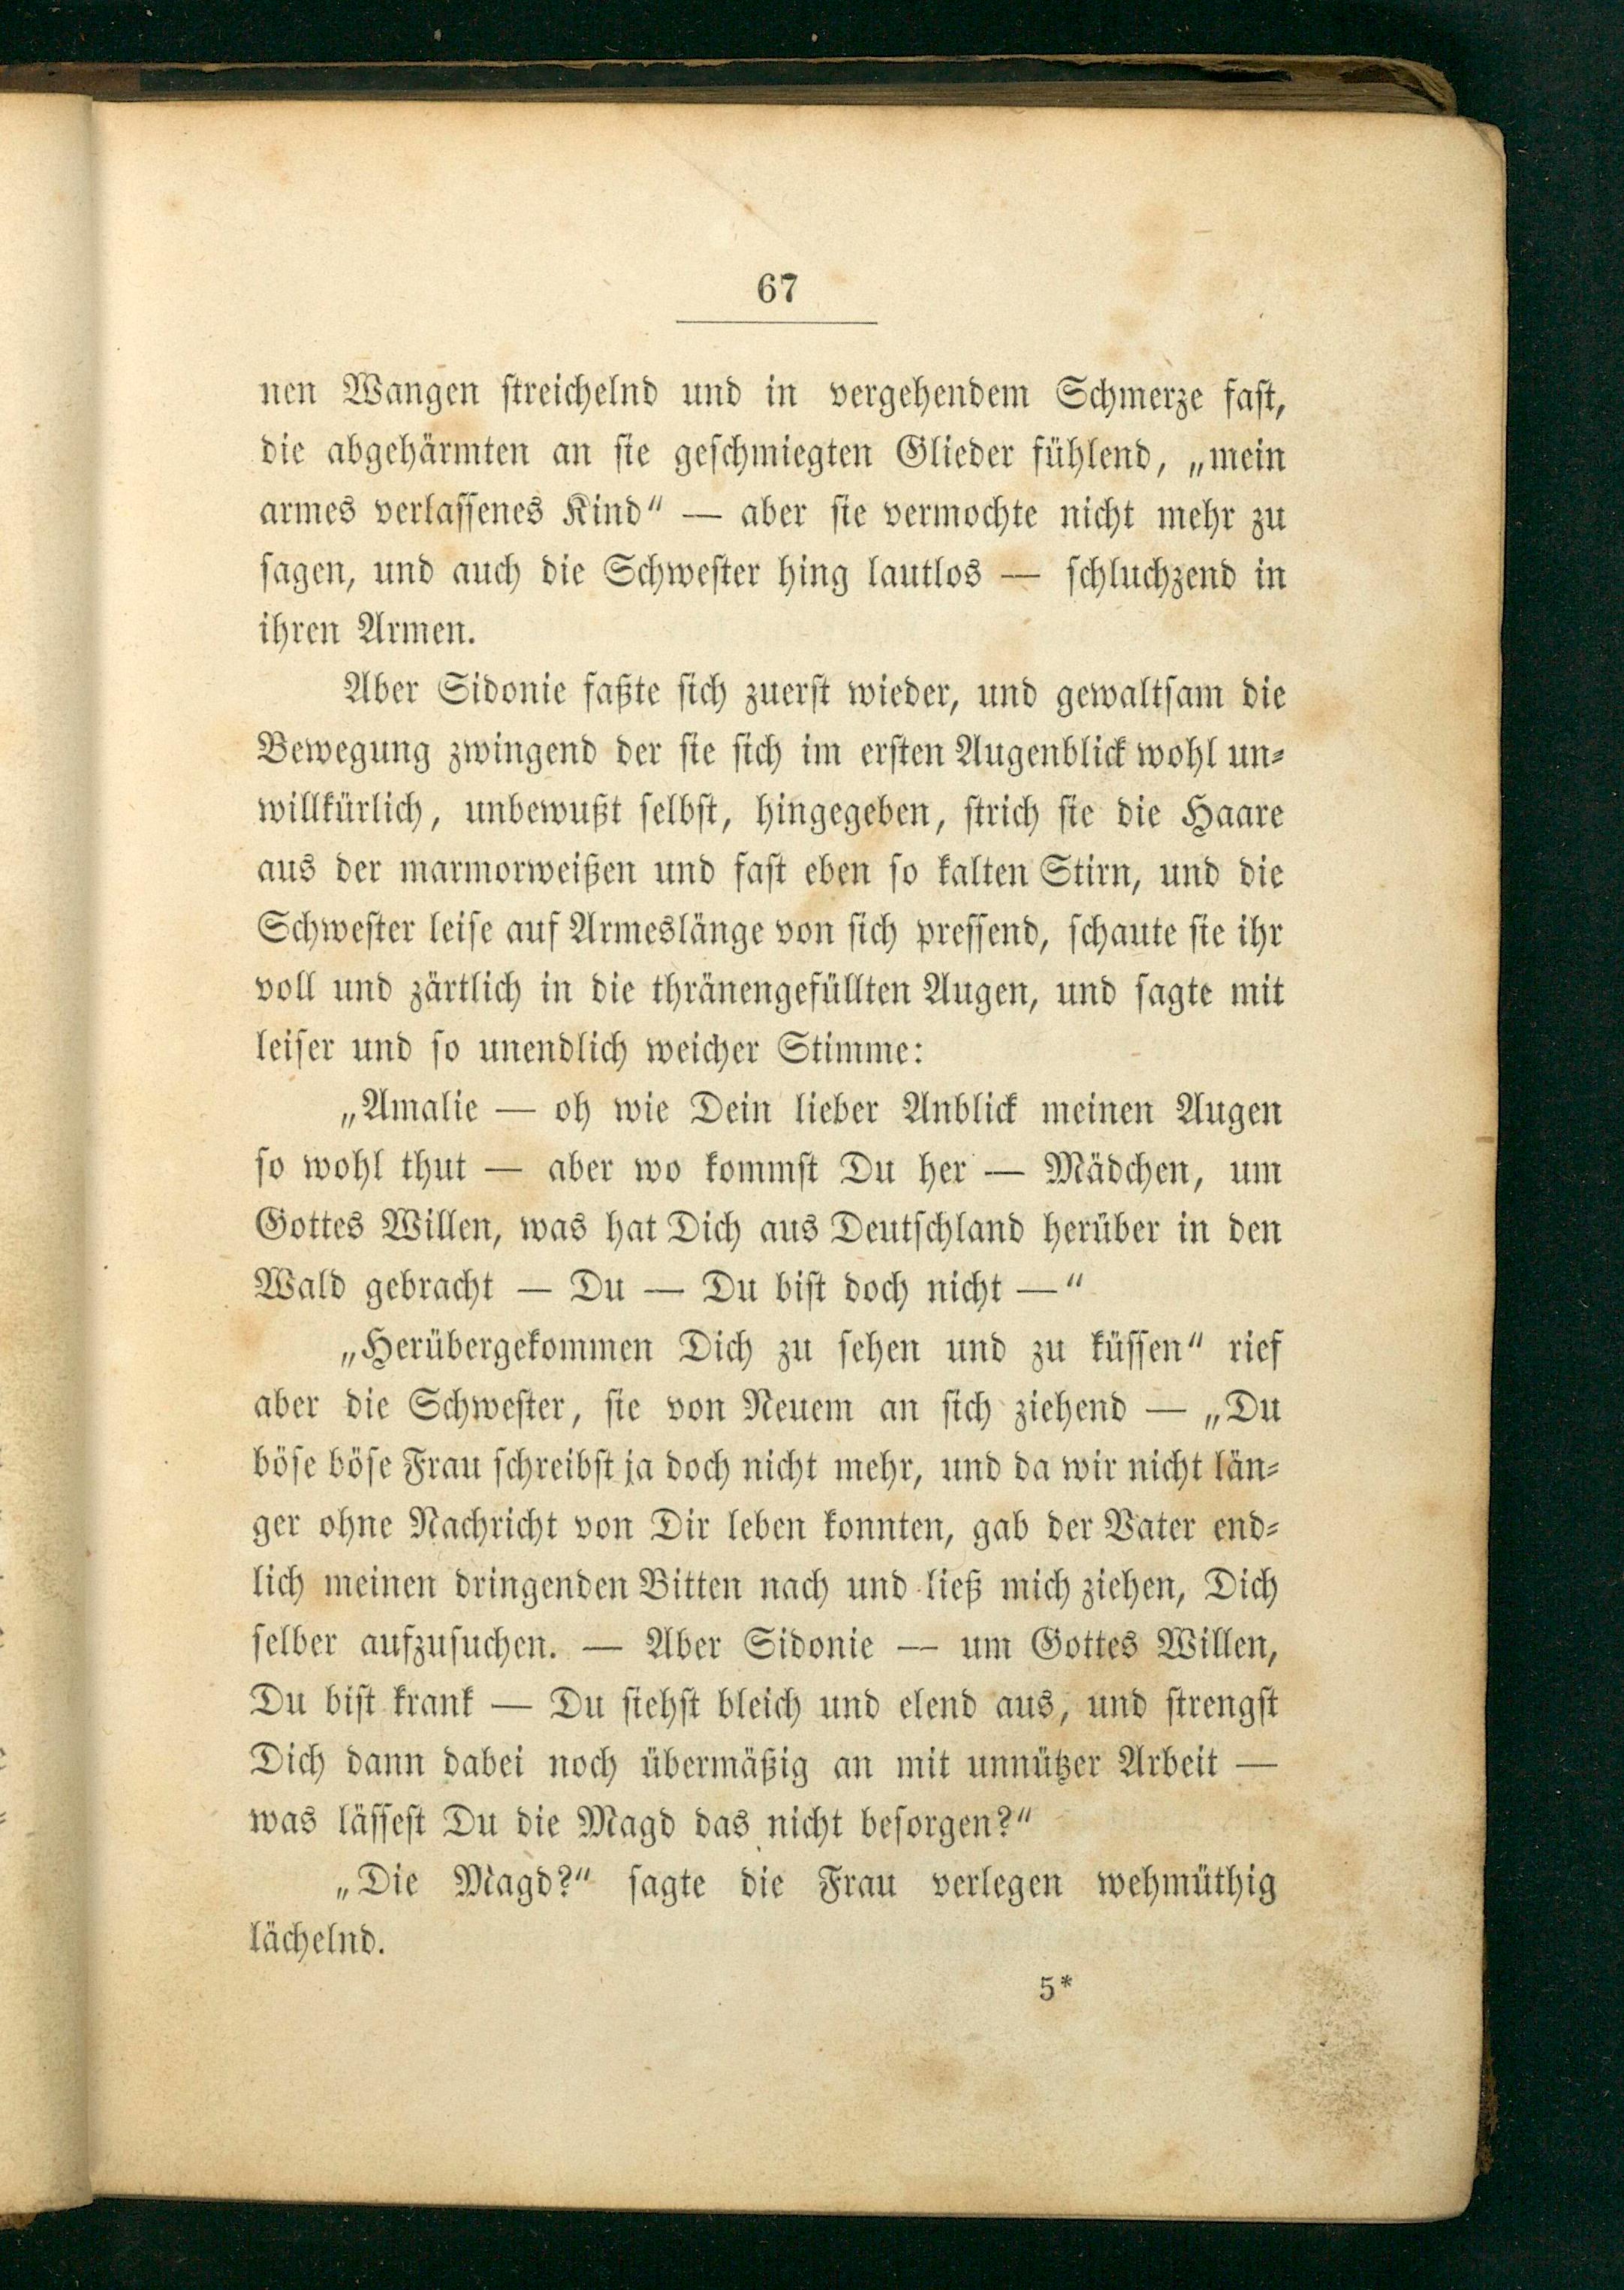 67
nen Wangen streichelnd und in vergehendem Schmerze fast,
die abgehärmten an sie geschmiegten Glieder fühlend, „mein
armes verlassenes Kind“ — aber sie vermochte nicht mehr zu
sagen, und auch die Schwester hing lautlos — schluchzend in
ihren Armen.
Aber Sidonie faßte sich zuerst wieder, und gewaltsam die
Bewegung zwingend der sie sich im ersten Augenblick wohl un-
willkürlich, unbewußt selbst, hingegeben, strich sie die Haare
aus der marmorweißen und fast eben so kalten Stirn, und die
Schwester leise auf Armeslänge von sich pressend, schaute sie ihr
voll und zärtlich in die thränengefüllten Augen, und sagte mit
leiser und so unendlich weicher Stimme:
„Amalie — oh wie Dein lieber Anblick meinen Augen
so wohl thut — aber wo kommst Du her — Mädchen, um
Gottes Willen, was hat Dich aus Deutschland herüber in den
Wald gebracht — Du — Du bist doch nicht —“
„Herübergekommen Dich zu sehen und zu küssen“ rief
aber die Schwester, sie von Neuem an sich ziehend — „Du
böse böse Frau schreibst ja doch nicht mehr, und da wir nicht län-
ger ohne Nachricht von Dir leben konnten, gab der Vater end-
lich meinen dringenden Bitten nach und ließ mich ziehen, Dich
selber aufzusuchen. — Aber Sidonie — um Gottes Willen,
Du bist krank — Du siehst bleich und elend aus, und strengst
Dich dann dabei noch übermäßig an mit unnützer Arbeit —
was lässest Du die Magd das nicht besorgen?“
„Die Magd?“ sagte die Frau verlegen wehmüthig
lächelnd.
5*